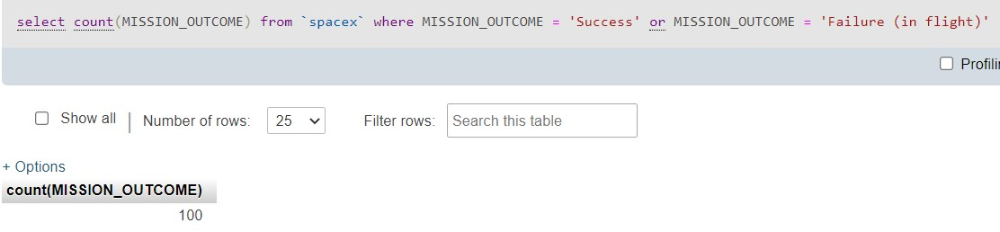 select count(MISSION_OUTCOME) from `spacex` where MISSION_OUTCOME = 'Success' or MISSION_OUTCOME = 'Failure (in flight)'
Profili
Show all | Number of rows: 25 Filter rows: Search this table
+ Options
count(MISSION_OUTCOME)
100